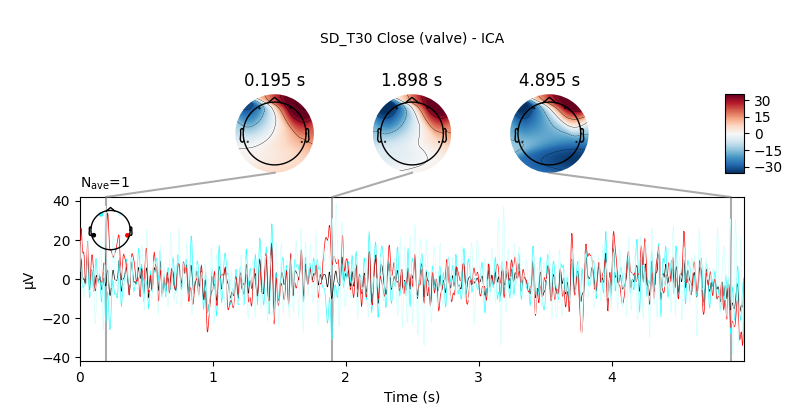 SD_T30 Close (valve) - ICA
0.195 s 1.898 s 4.895 s
30
15
0
−15
−30
Nave=1
40
20
0
−20
−40
µV
0 1 2 3 4
Time (s)